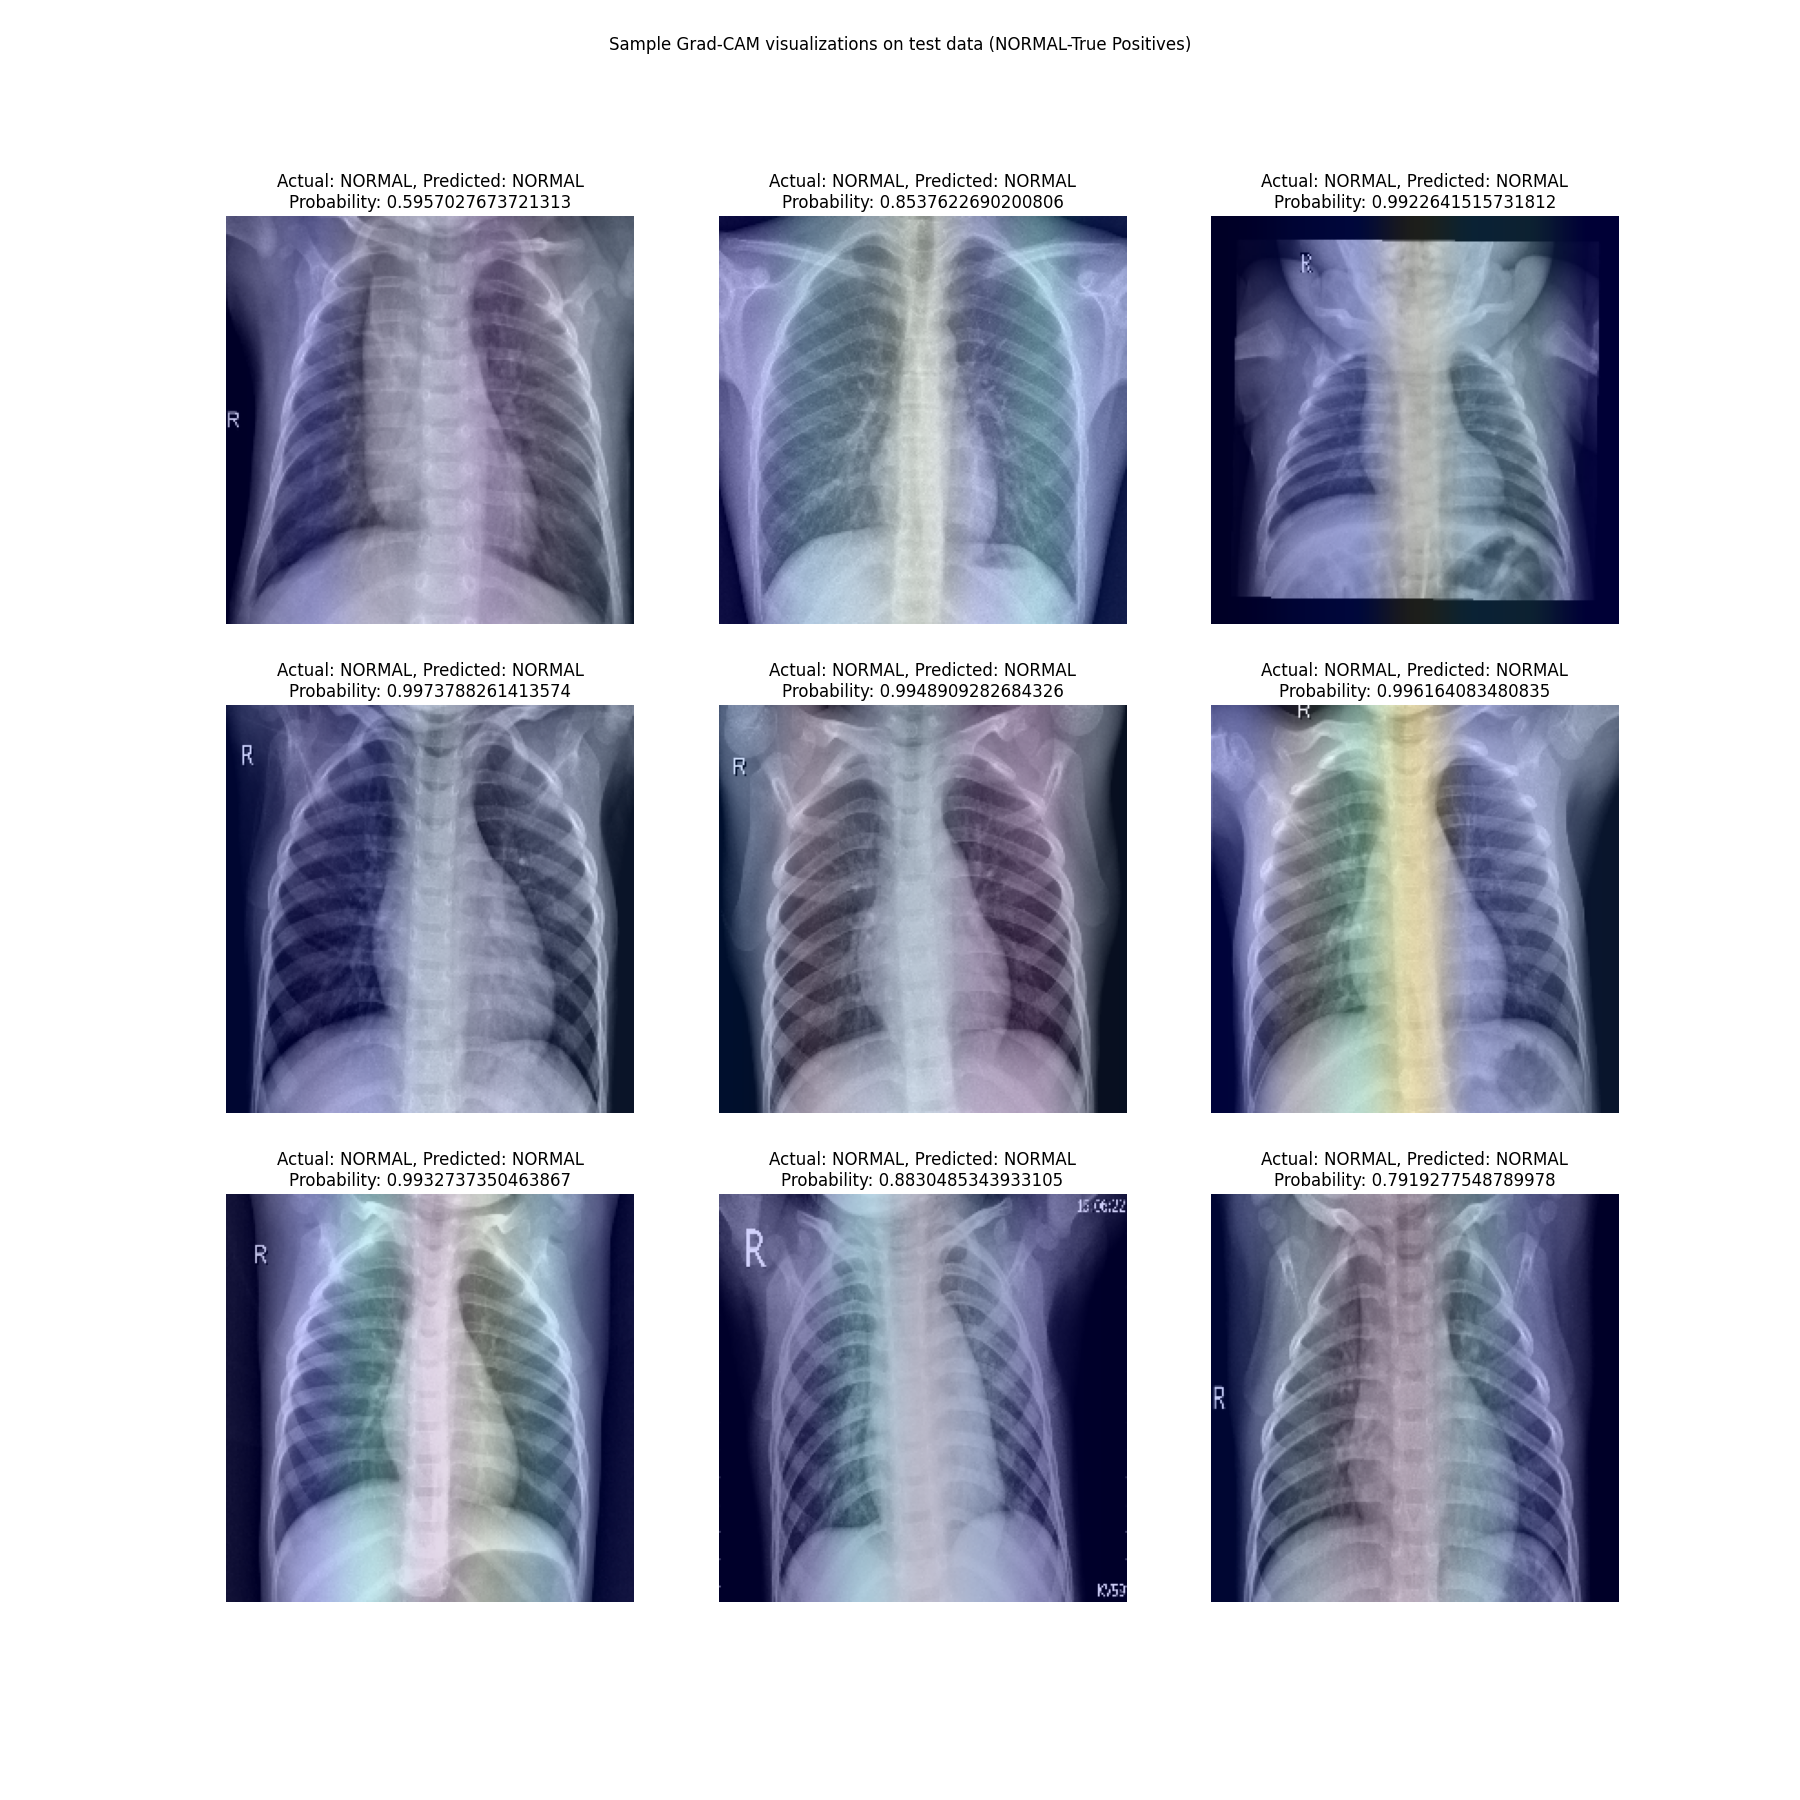 Sample Grad-CAM visualizations on test data (NORMAL-True Positives)
Actual: NORMAL, Predicted: NORMAL
Probability: 0.5957027673721313
R
Actual: NORMAL, Predicted: NORMAL
Probability: 0.8537622690200806
Actual: NORMAL, Predicted: NORMAL
Probability: 0.9922641515731812
R
Actual: NORMAL, Predicted: NORMAL
Probability: 0.9973788261413574
R
Actual: NORMAL, Predicted: NORMAL
Probability: 0.9948909282684326
R
Actual: NORMAL, Predicted: NORMAL
Probability: 0.996164083480835
R
Actual: NORMAL, Predicted: NORMAL
Probability: 0.9932737350463867
R
Actual: NORMAL, Predicted: NORMAL
Probability: 0.8830485343933105
R
Actual: NORMAL, Predicted: NORMAL
Probability: 0.7919277548789978
R